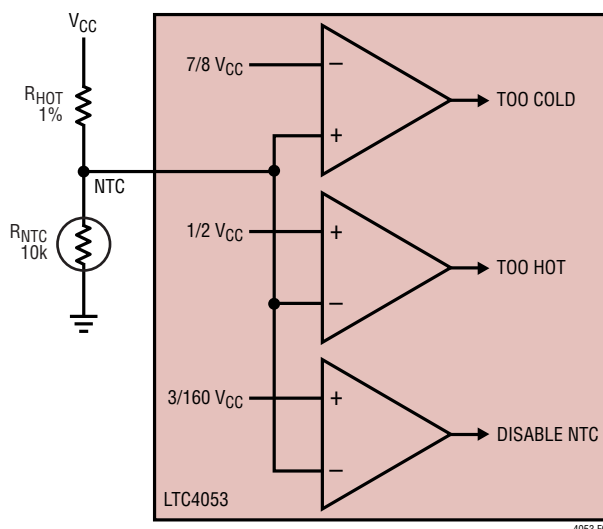 VCC
RHOT
1%
NTC
RNTC
10k
7/8 VCC
−
+
TOO COLD
1/2 VCC
+
−
TOO HOT
3/160 VCC
+
−
DISABLE NTC
LTC4053